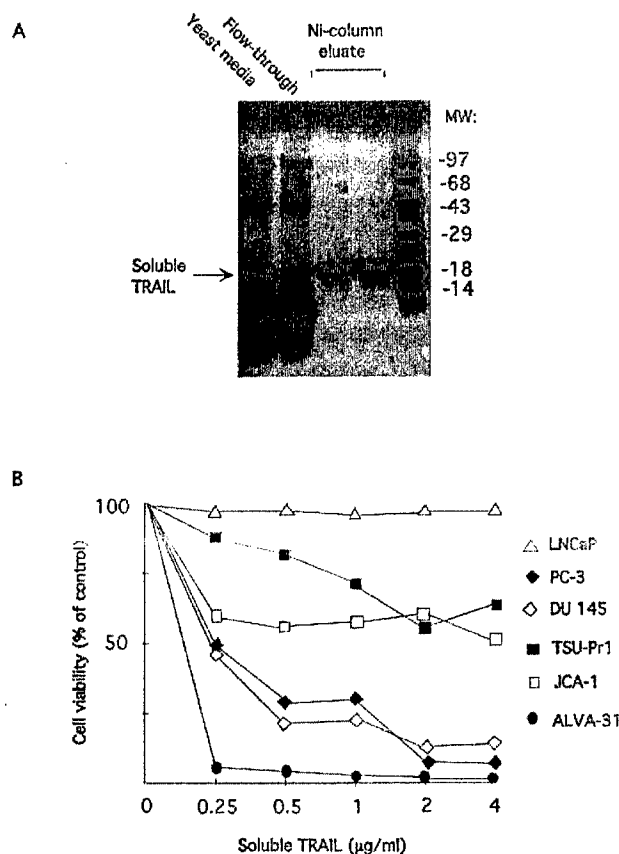 A
Yeast media
Flow-through
Ni-column
eluate
MW:
-97
-68
-43
-29
-18
-14
Soluble
TRAIL
B
Cell viability (% of control)
100
50
0 0.25 0.5 1 2 4
Soluble TRAIL (µg/ml)
LNCaP
PC-3
DU 145
TSU-Pr1
JCA-1
ALVA-31